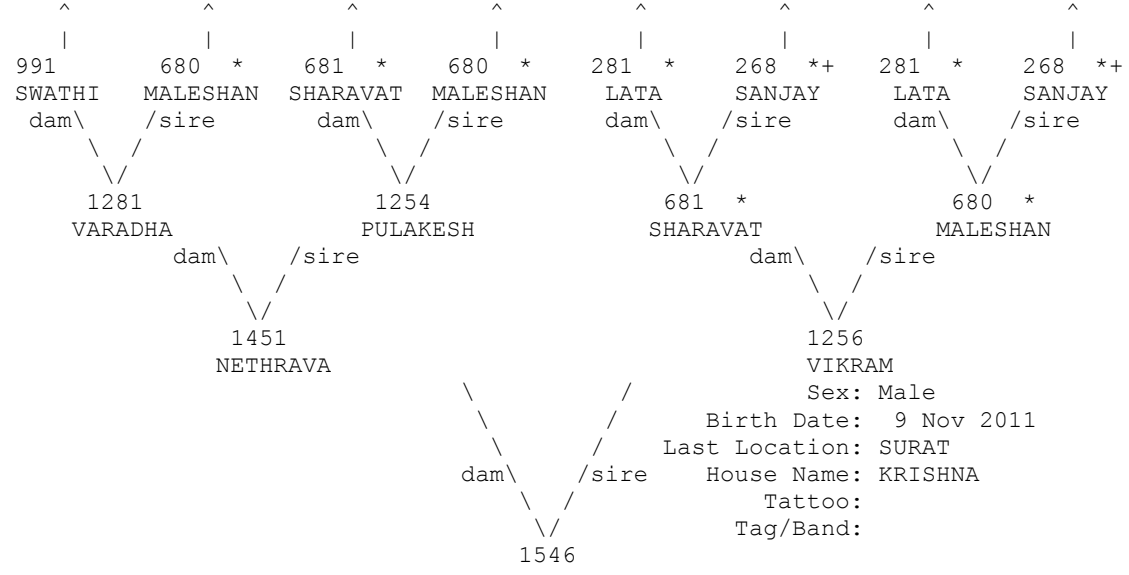 ^ ^ ^ ^ ^ ^ ^ ^
| | | | | | | |
991 680 * 681 * 680 * 281 * 268 *+ 281 * 268 *+
SWATHI MALESHAN SHARAVAT MALESHAN LATA SANJAY LATA SANJAY
dam\ /sire dam\ /sire dam\ /sire dam\ /sire
\ / \ / \ / \ /
\/ \/ \/ \/
1281 1254 681 * 680 *
VARADHA PULAKESH SHARAVAT MALESHAN
dam\ /sire dam\ /sire
\ / \ /
\/ \/
1451 1256
NETHRAVA VIKRAM
\ / Sex: Male
\ / Birth Date: 9 Nov 2011
\ / Last Location: SURAT
dam\ /sire House Name: KRISHNA
\ / Tattoo:
\/ Tag/Band:
1546